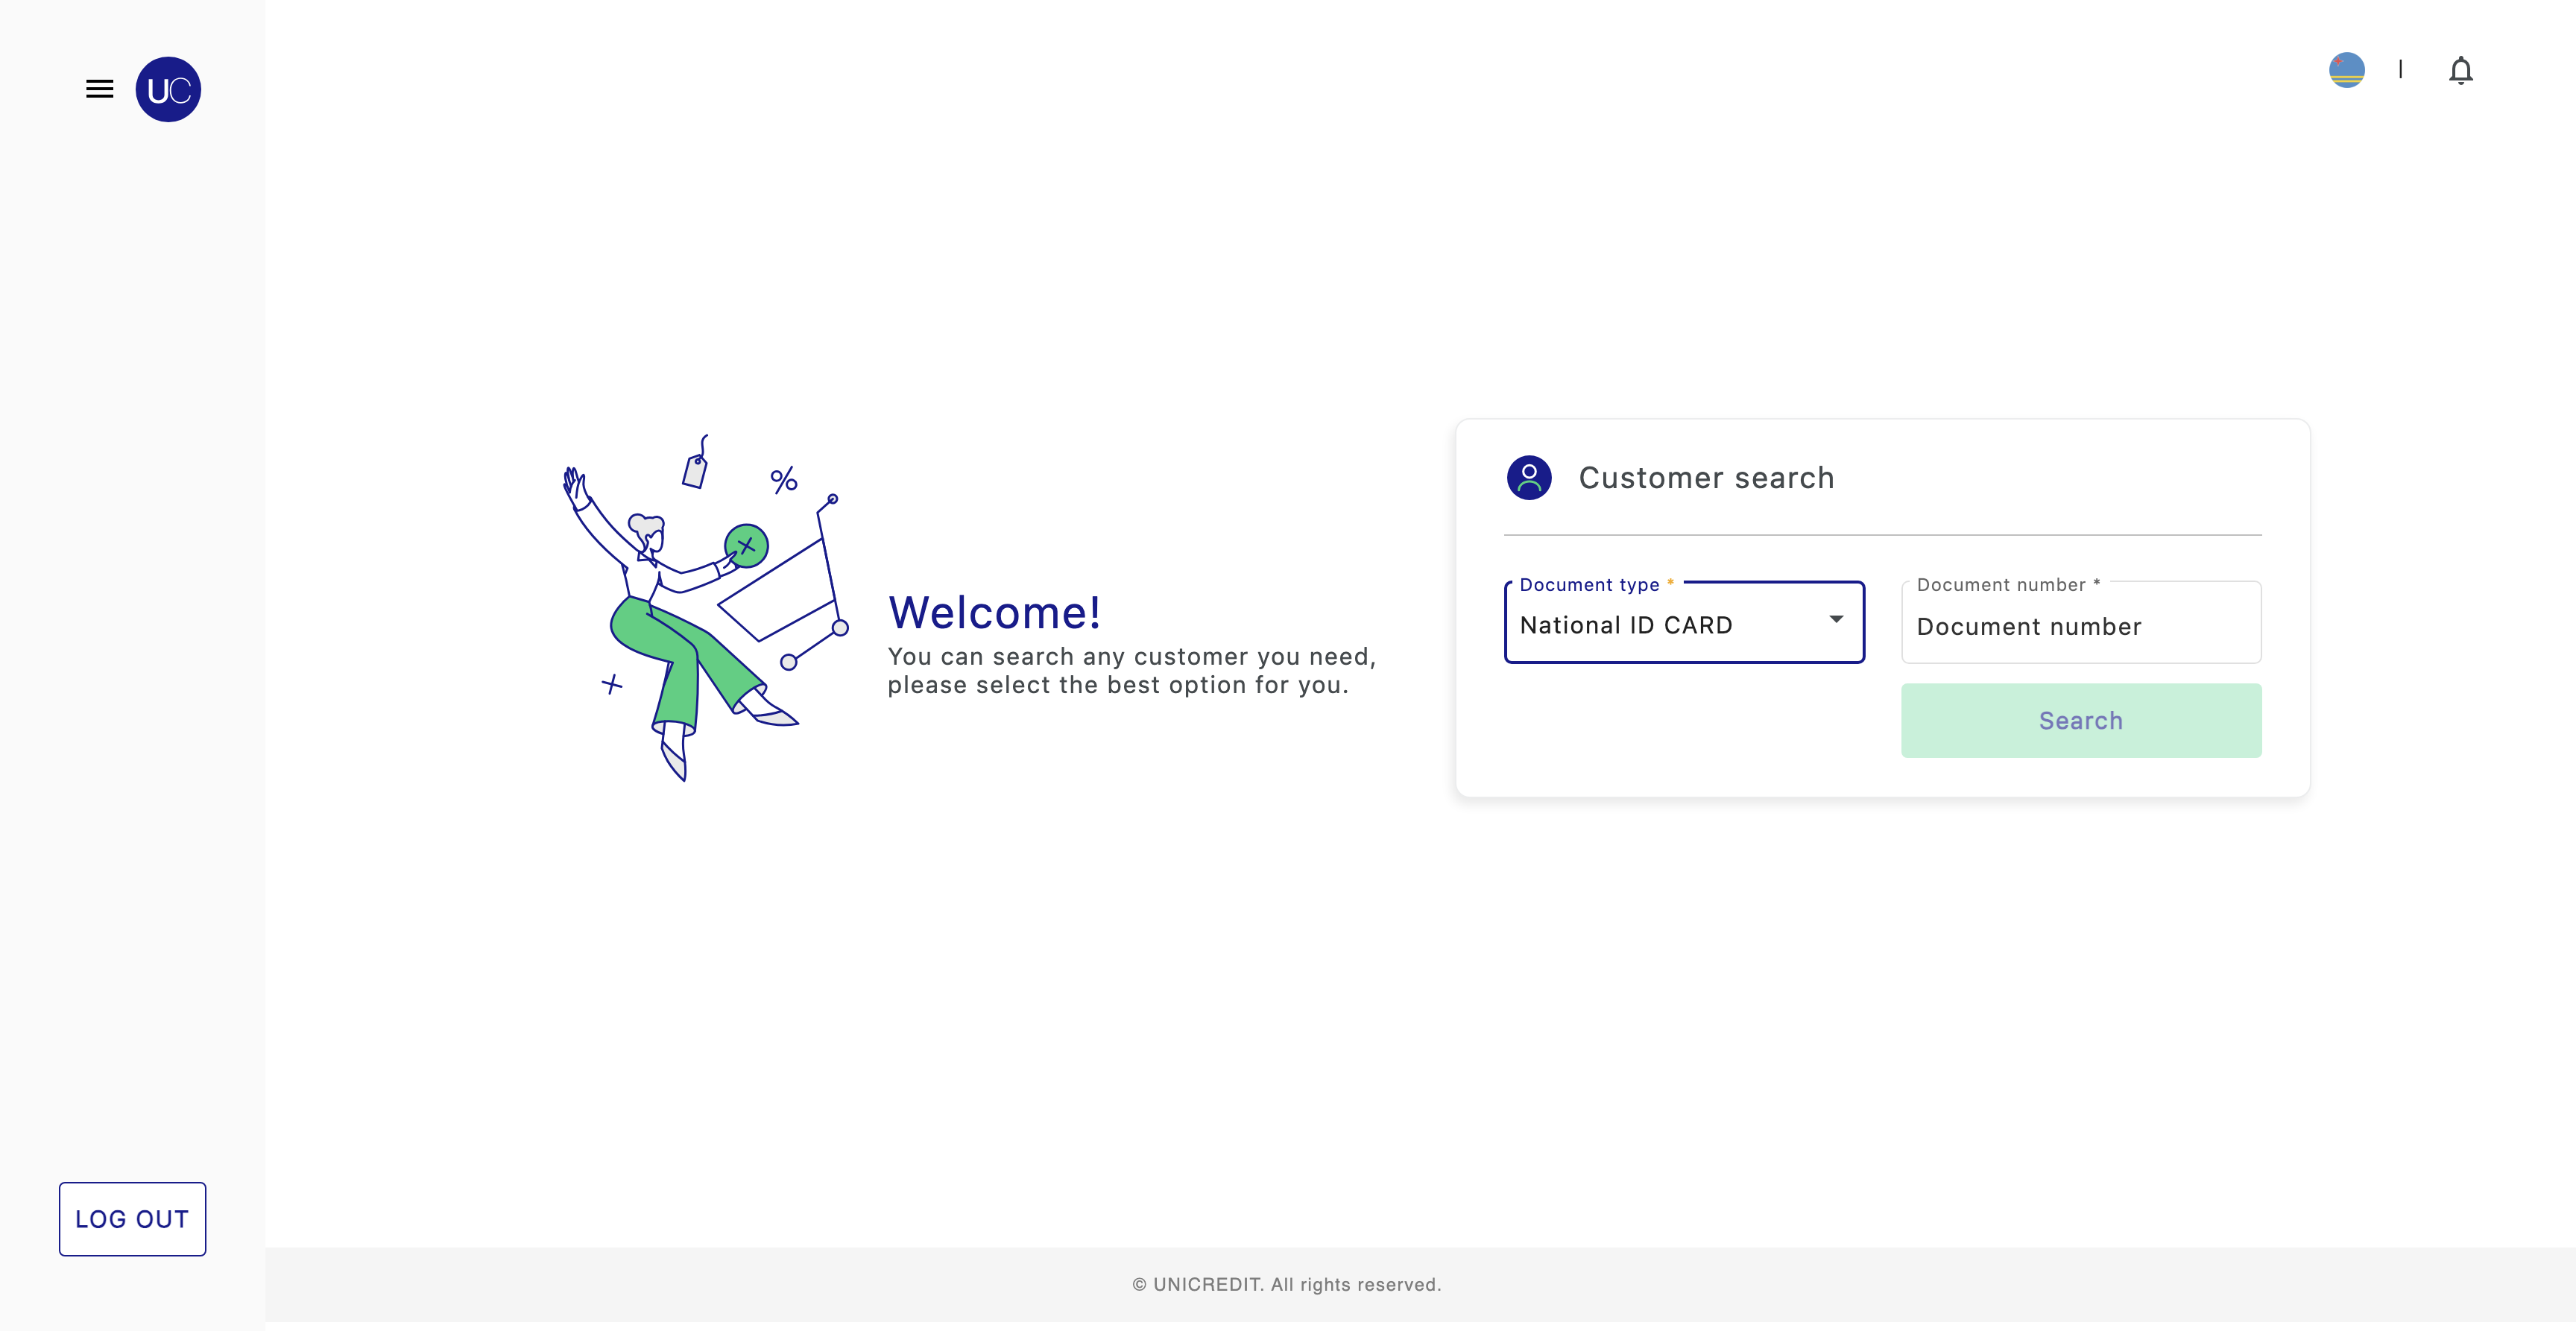 UC
Welcome!
You can search any customer you need,
please select the best option for you.
Customer search
Document type *
National ID CARD
Document number *
Document number
Search
LOG OUT
© UNICREDIT. All rights reserved.